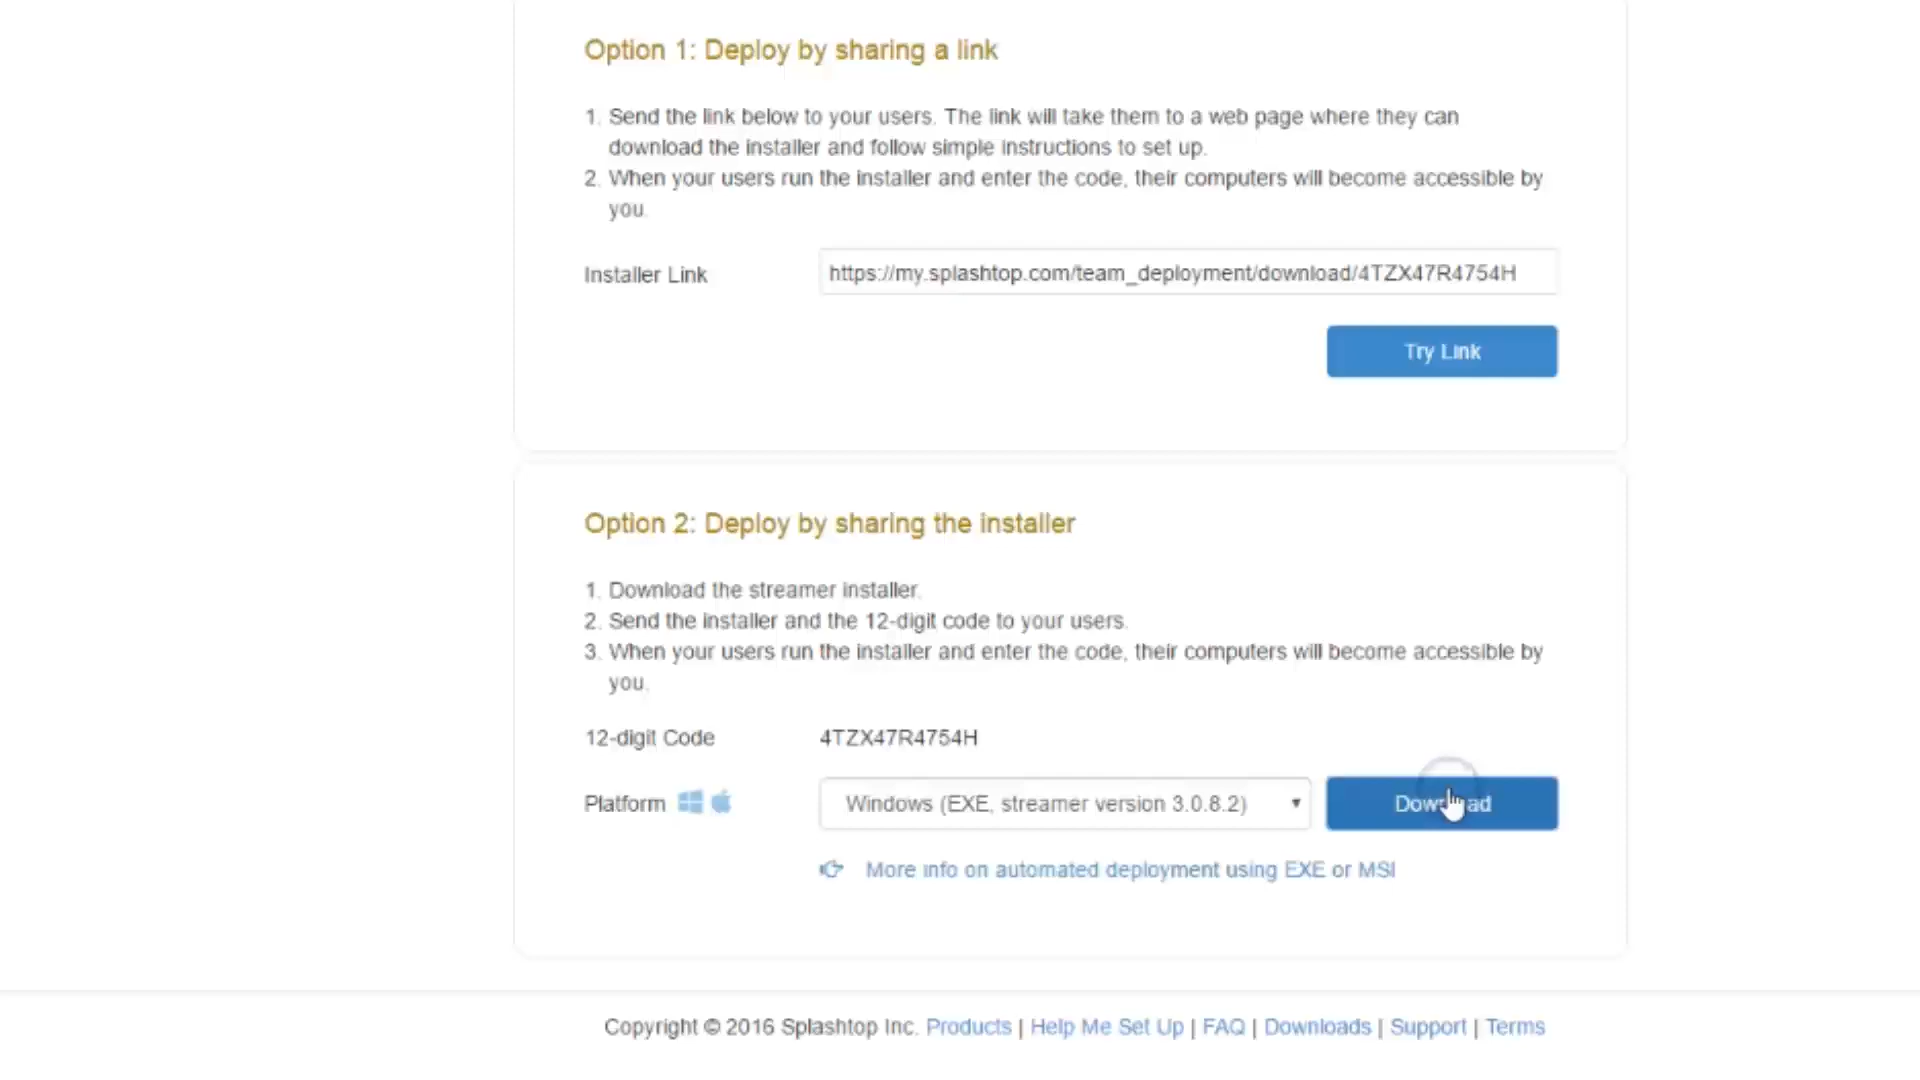 Option 1: Deploy by sharing a link
1. Send the link below to your users. The link will take them to a web page where they can
download the installer and follow simple instructions to set up.
2. When your users run the installer and enter the code, their computers will become accessible by
you.
Installer Link
https://my.splashtop.com/team_deployment/download/4TZX47R4754H
Try Link
Option 2: Deploy by sharing the installer
1. Download the streamer installer.
2. Send the installer and the 12-digit code to your users.
3. When your users run the installer and enter the code, their computers will become accessible by
you.
12-digit Code
4TZX47R4754H
Platform
Windows (EXE, streamer version 3.0.8.2)
Download
More info on automated deployment using EXE or MSI
Copyright © 2016 Splashtop Inc. Products | Help Me Set Up | FAQ | Downloads | Support | Terms